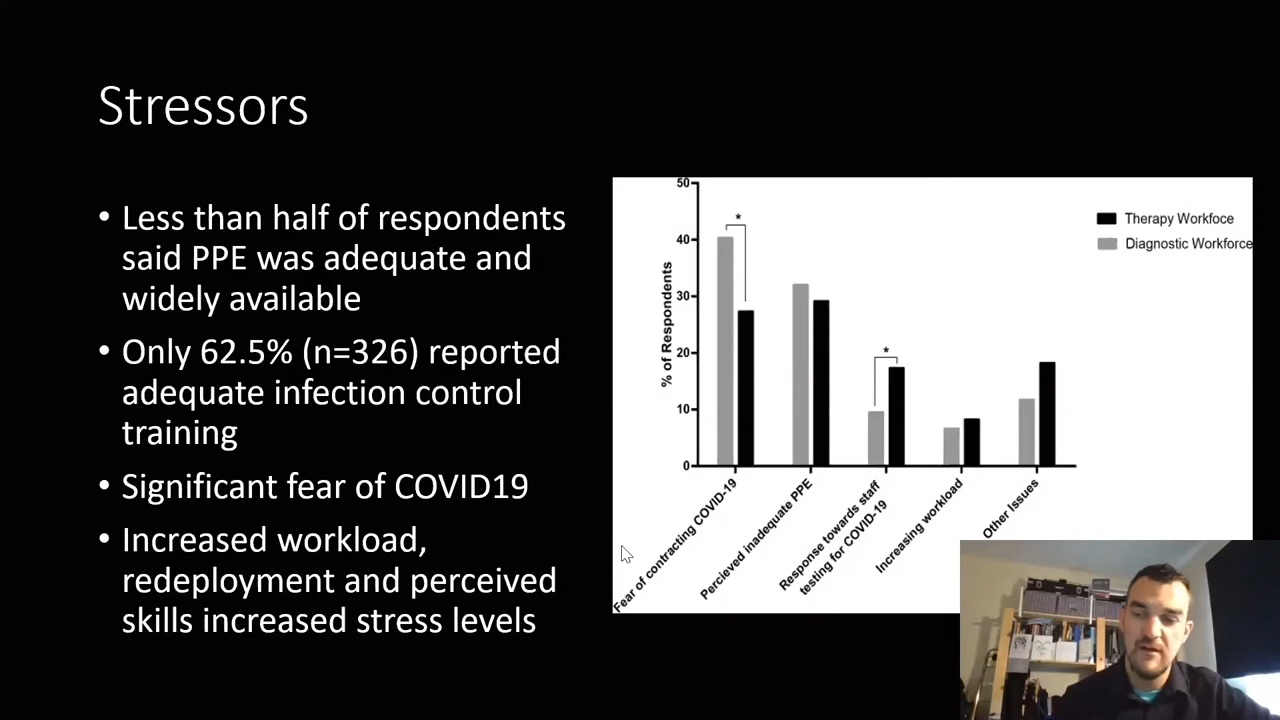 Stressors
• Less than half of respondents
said PPE was adequate and
widely available
• Only 62.5% (n=326) reported
adequate infection control
training
• Significant fear of COVID19
• Increased workload,
redeployment and perceived
skills increased stress levels
50
40
30
20
10
0
% of Respondents
*
*
Therapy Workfoce
Diagnostic Workforce
Fear of contracting COVID-19
Percieved inadequate PPE
Response towards staff
testing for COVID-19
Increasing workload
Other Issues